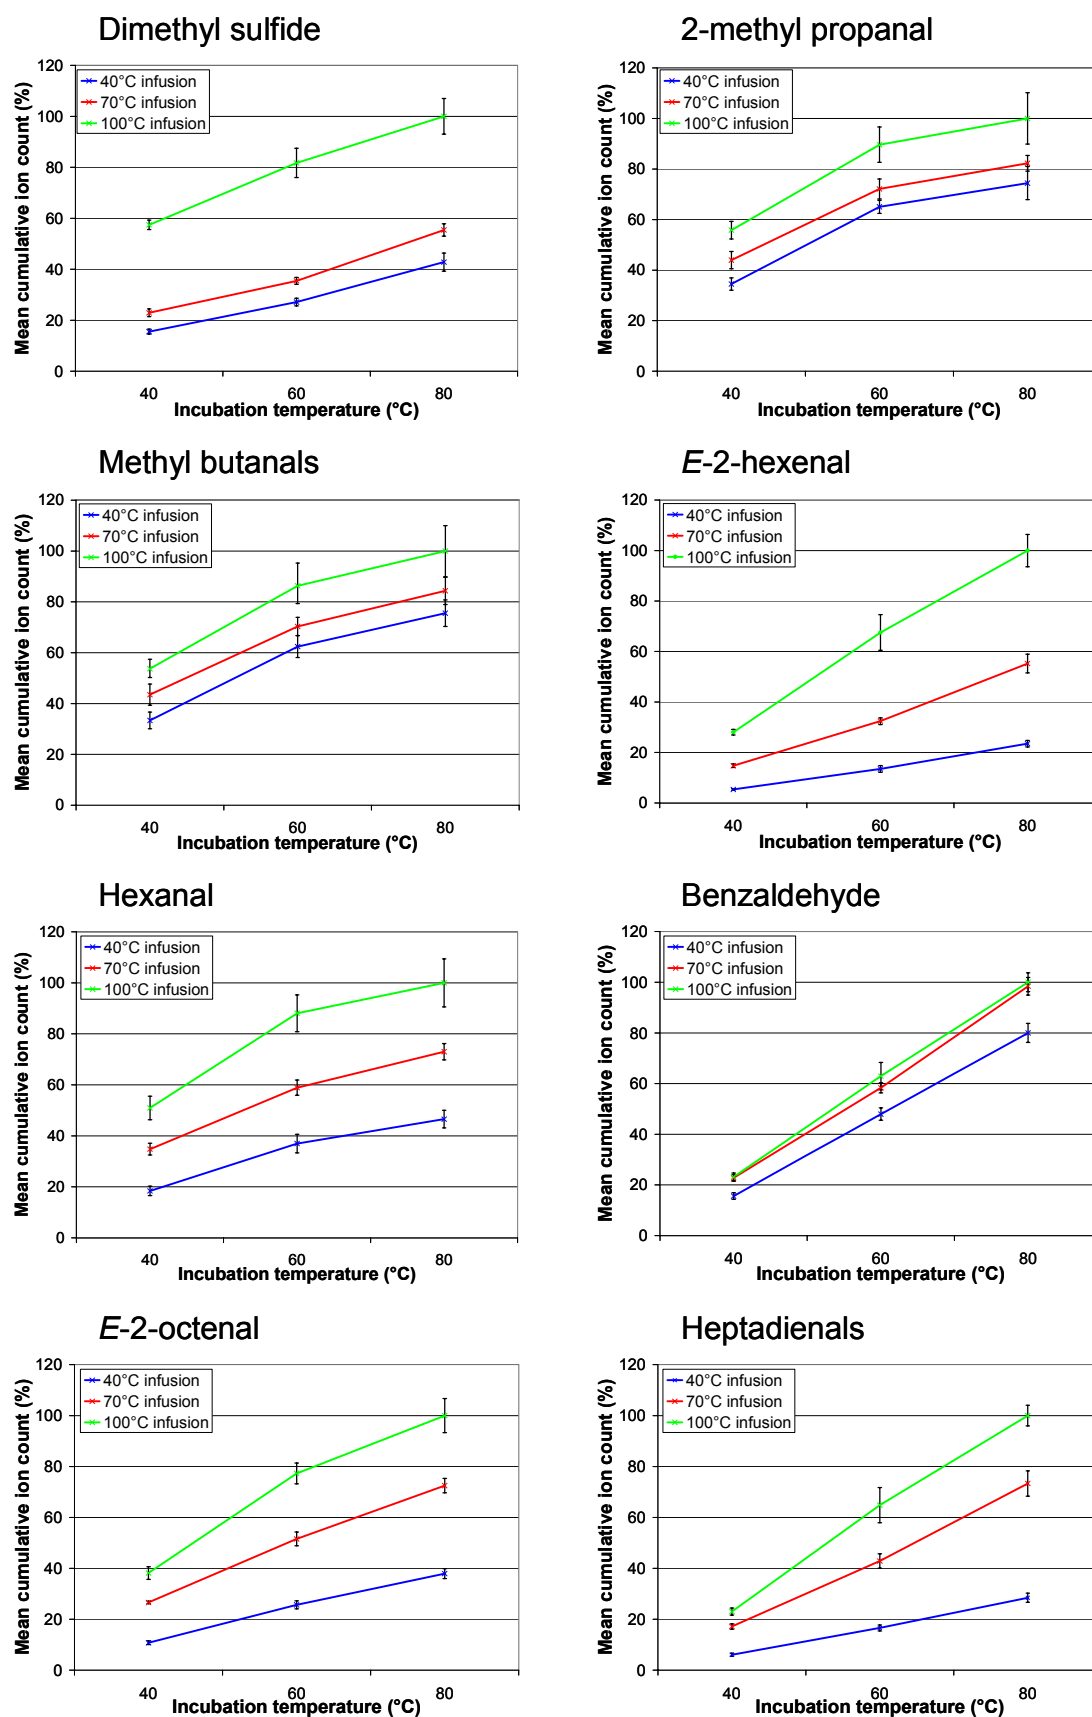 Dimethyl sulfide
Mean cumulative ion count (%)
120
100
80
60
40
20
0
40°C infusion
70°C infusion
100°C infusion
40 60 80
Incubation temperature (°C)
2-methyl propanal
Mean cumulative ion count (%)
120
100
80
60
40
20
0
40°C infusion
70°C infusion
100°C infusion
40 60 80
Incubation temperature (°C)
Methyl butanals
Mean cumulative ion count (%)
120
100
80
60
40
20
0
40°C infusion
70°C infusion
100°C infusion
40 60 80
Incubation temperature (°C)
E-2-hexenal
Mean cumulative ion count (%)
120
100
80
60
40
20
0
40°C infusion
70°C infusion
100°C infusion
40 60 80
Incubation temperature (°C)
Hexanal
Mean cumulative ion count (%)
120
100
80
60
40
20
0
40°C infusion
70°C infusion
100°C infusion
40 60 80
Incubation temperature (°C)
Benzaldehyde
Mean cumulative ion count (%)
120
100
80
60
40
20
0
40°C infusion
70°C infusion
100°C infusion
40 60 80
Incubation temperature (°C)
E-2-octenal
Mean cumulative ion count (%)
120
100
80
60
40
20
0
40°C infusion
70°C infusion
100°C infusion
40 60 80
Incubation temperature (°C)
Heptadienals
Mean cumulative ion count (%)
120
100
80
60
40
20
0
40°C infusion
70°C infusion
100°C infusion
40 60 80
Incubation temperature (°C)